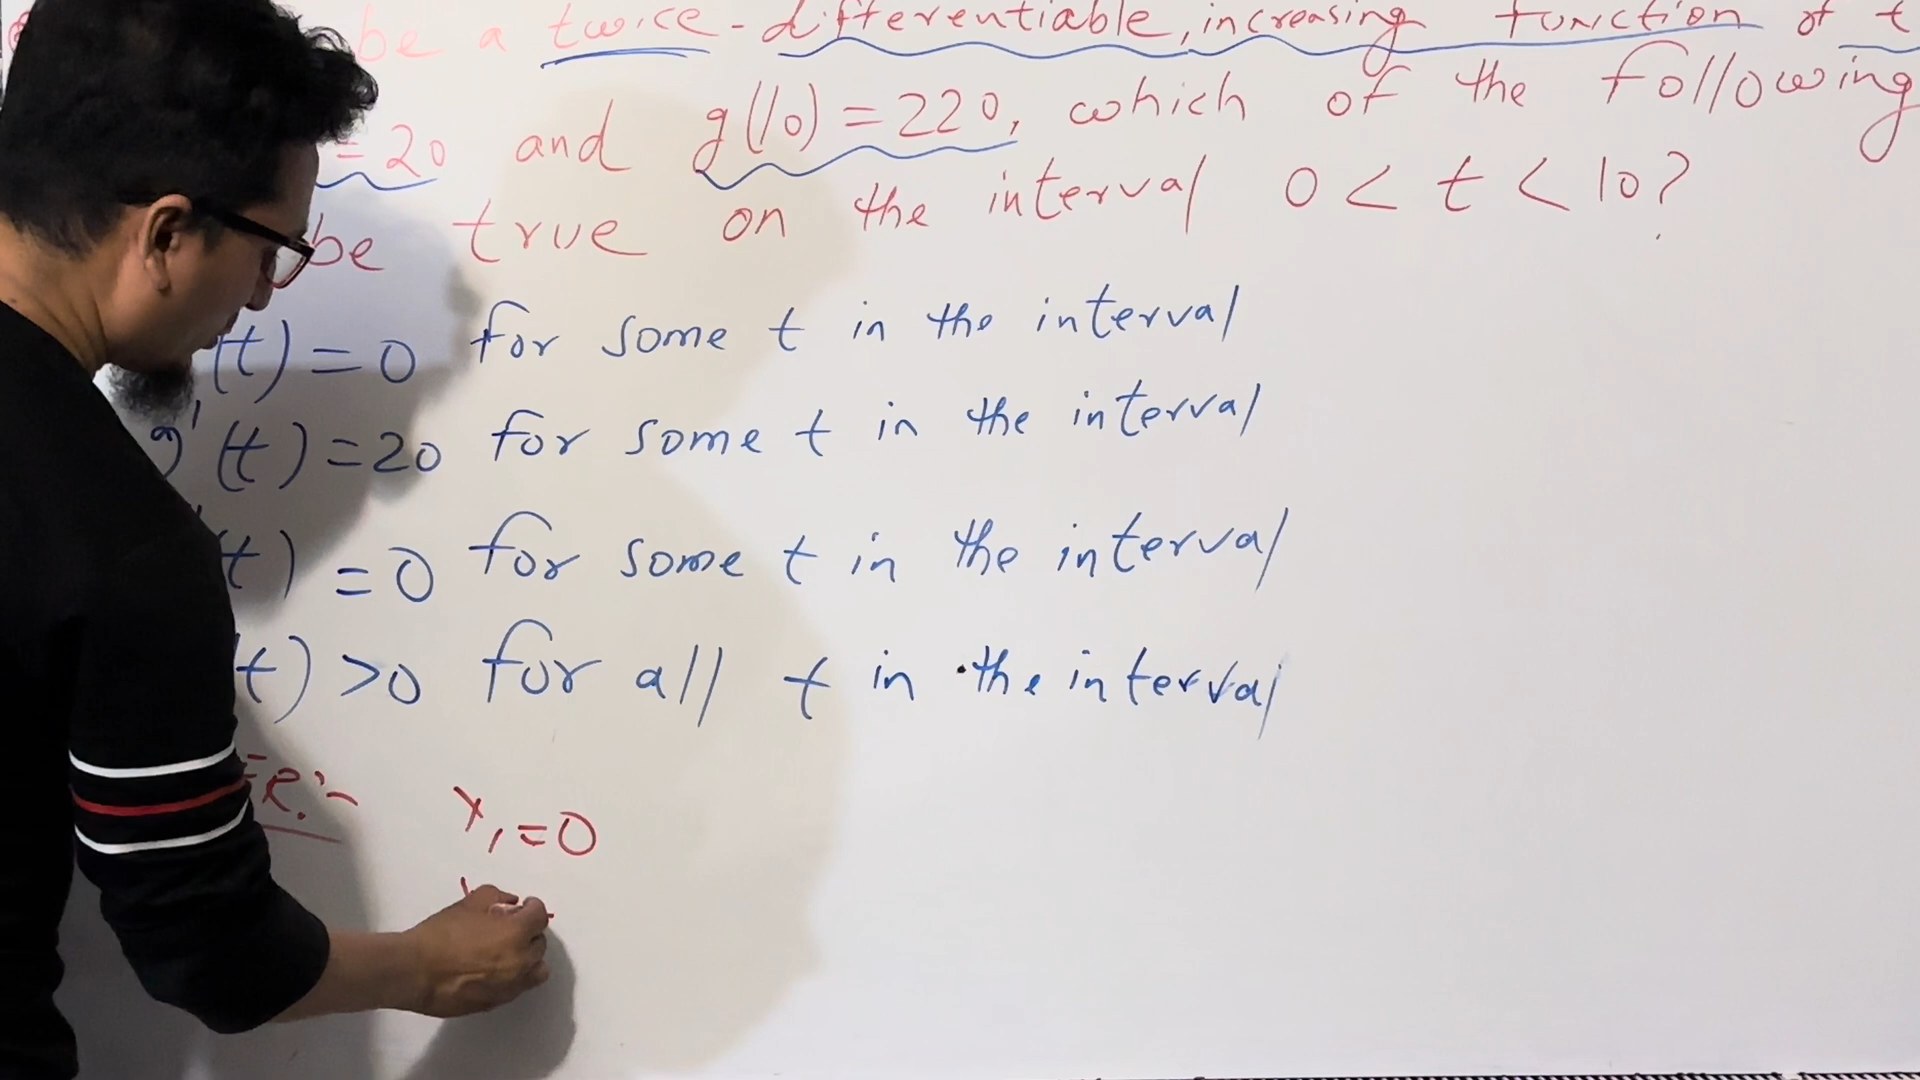 be a twice-differentiable, increasing function of t
=20 and g(10)=220, which of the following
be true on the interval 0 < t < 10?
'(t)=0 for some t in the interval
g'(t)=20 for some t in the interval
t) =0 for some t in the interval
t) >0 for all t in the interval
x₁=0